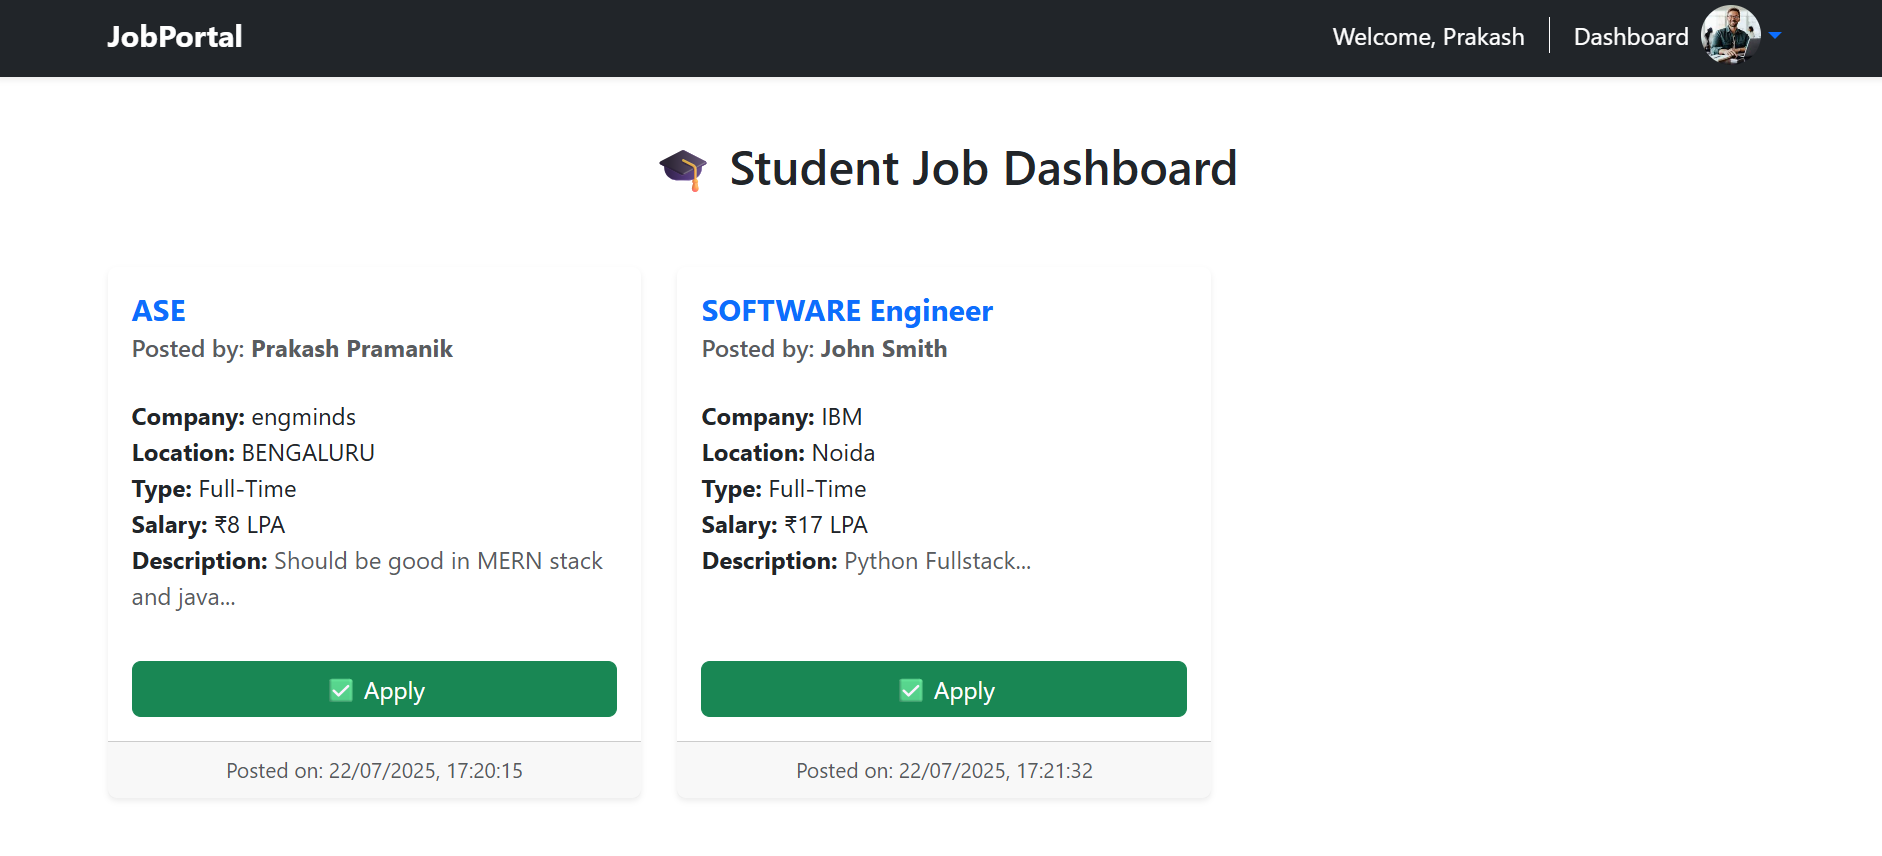 JobPortal
Welcome, Prakash
Dashboard
🎓 Student Job Dashboard
ASE
Posted by: Prakash Pramanik
Company: engminds
Location: BENGALURU
Type: Full-Time
Salary: ₹8 LPA
Description: Should be good in MERN stack
and java...
✅ Apply
Posted on: 22/07/2025, 17:20:15
SOFTWARE Engineer
Posted by: John Smith
Company: IBM
Location: Noida
Type: Full-Time
Salary: ₹17 LPA
Description: Python Fullstack...
✅ Apply
Posted on: 22/07/2025, 17:21:32